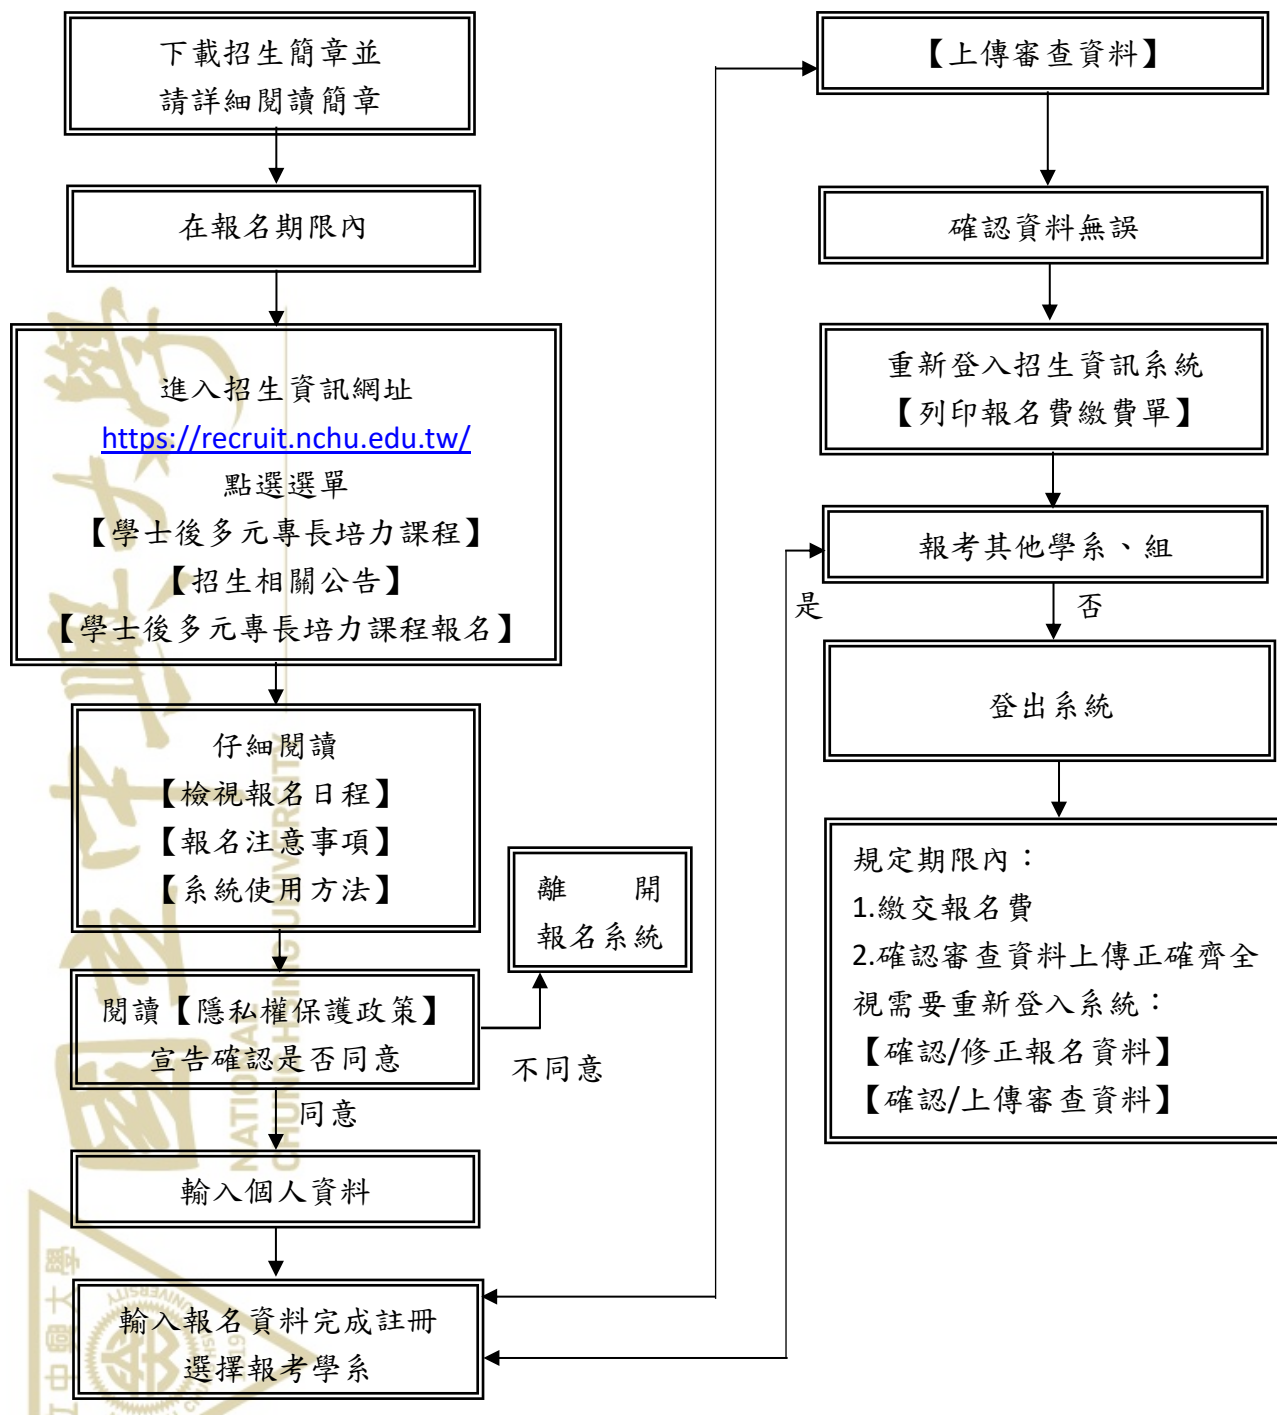 下載招生簡章並
請詳細閱讀簡章
在報名期限內
進入招生資訊網址
https://recruit.nchu.edu.tw/
點選選單
【學士後多元專長培力課程】
【招生相關公告】
【學士後多元專長培力課程報名】
仔細閱讀
【檢視報名日程】
【報名注意事項】
【系統使用方法】
離 開
報名系統
閱讀【隱私權保護政策】
宣告確認是否同意
不同意
同意
輸入個人資料
輸入報名資料完成註冊
選擇報考學系
【上傳審查資料】
確認資料無誤
重新登入招生資訊系統
【列印報名費繳費單】
報考其他學系、組
是
否
登出系統
規定期限內：
1.繳交報名費
2.確認審查資料上傳正確齊全
視需要重新登入系統：
【確認/修正報名資料】
【確認/上傳審查資料】
國立中興大學
NATIONAL
CHUNG HSING UNIVERSITY